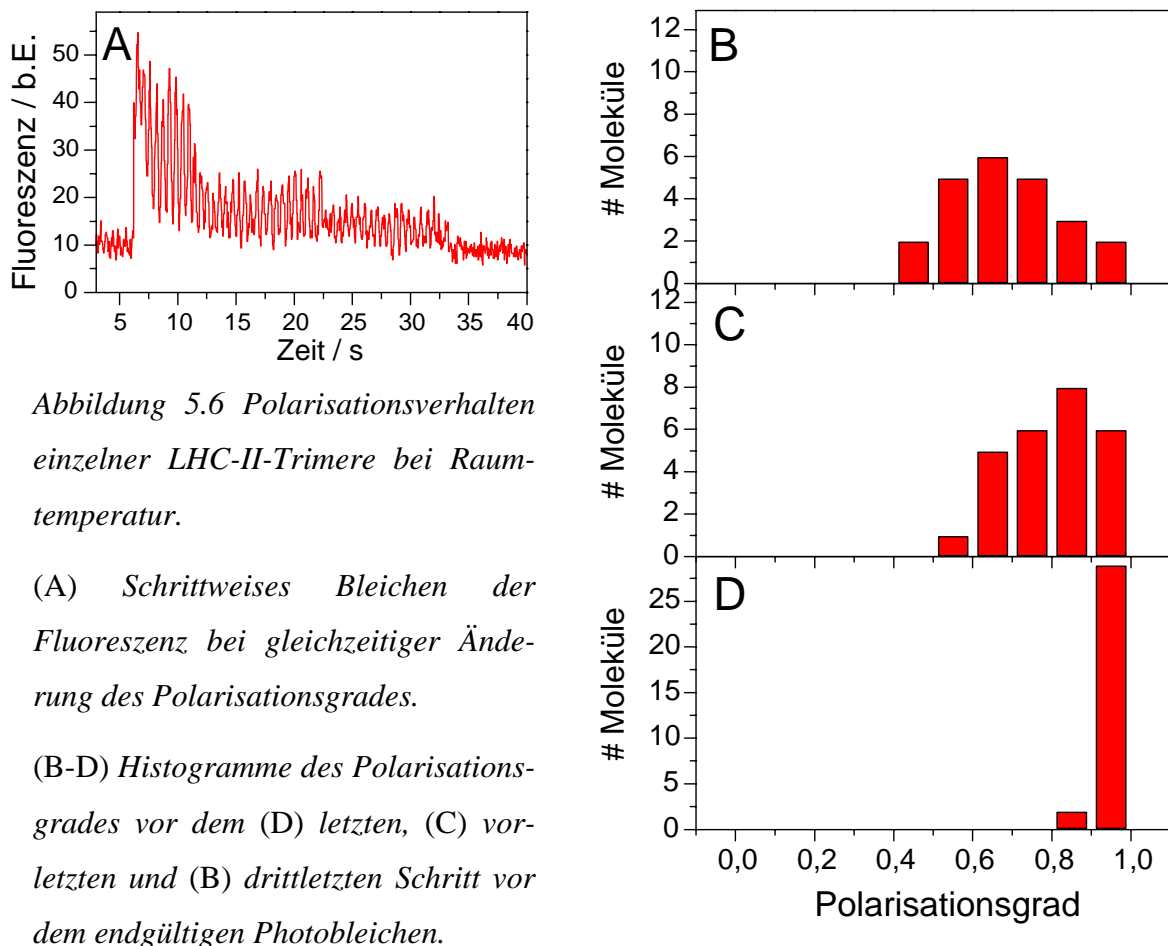 A
Fluoreszenz / b.E.
50
40
30
20
10
0
5 10 15 20 25 30 35 40
Zeit / s
Abbildung 5.6 Polarisationsverhalten
einzelner LHC-II-Trimere bei Raum-
temperatur.
(A) Schrittweises Bleichen der
Fluoreszenz bei gleichzeitiger Ände-
rung des Polarisationsgrades.
(B-D) Histogramme des Polarisations-
grades vor dem (D) letzten, (C) vor-
letzten und (B) drittletzten Schritt vor
dem endgültigen Photobleichen.
B
# Moleküle
12
10
8
6
4
2
0
C
# Moleküle
12
10
8
6
4
2
0
D
# Moleküle
25
20
15
10
5
0
0,0 0,2 0,4 0,6 0,8 1,0
Polarisationsgrad